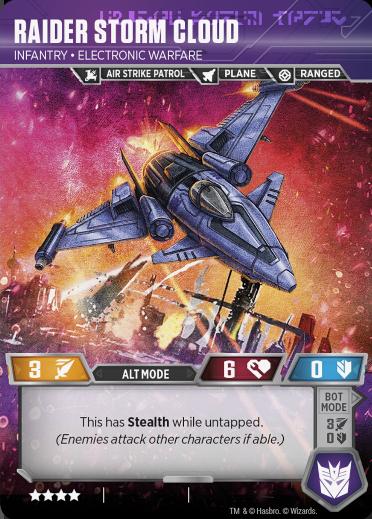 RAIDER STORM CLOUD
INFANTRY • ELECTRONIC WARFARE
AIR STRIKE PATROL PLANE RANGED
3 ALT MODE 6 0
This has Stealth while untapped.
(Enemies attack other characters if able.)
BOT
MODE
3
0
TM & © Hasbro. © Wizards.